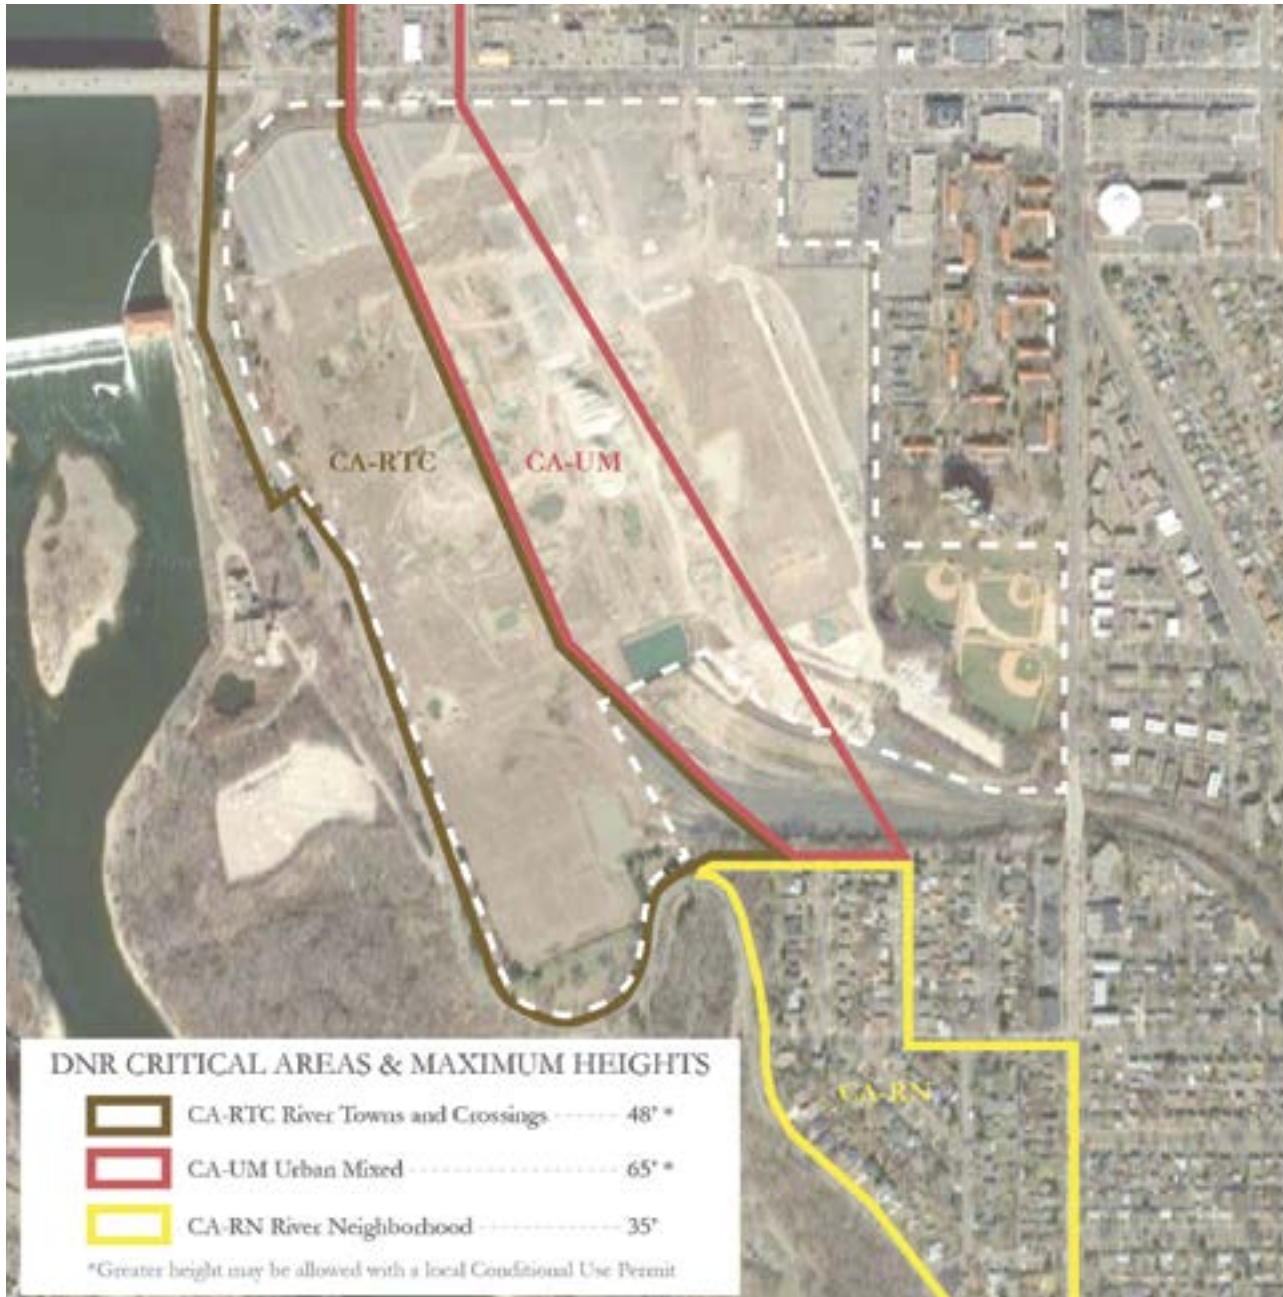 CA-RTC
CA-UM
CA-RN
DNR CRITICAL AREAS & MAXIMUM HEIGHTS
CA-RTC River Towns and Crossings 48' *
CA-UM Urban Mixed 65' *
CA-RN River Neighborhood 35'
*Greater height may be allowed with a local Conditional Use Permit